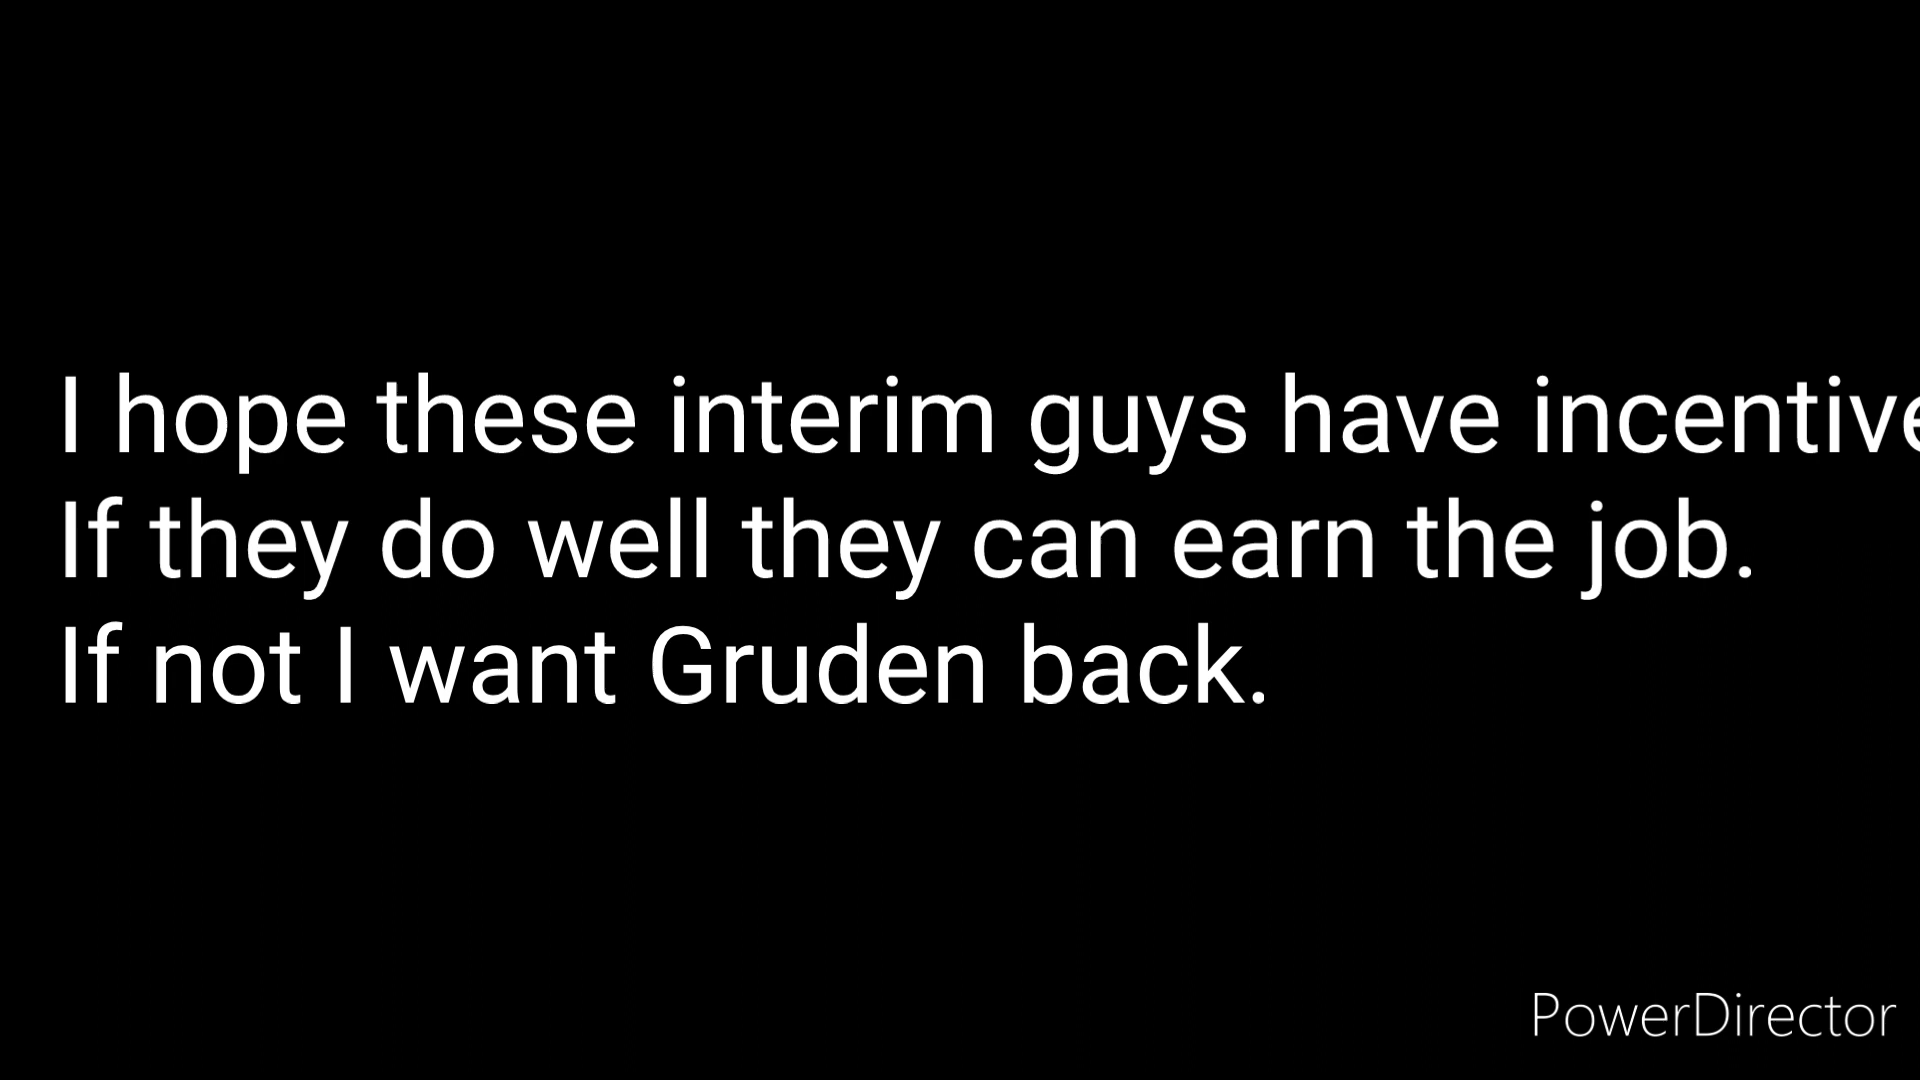 I hope these interim guys have incentive
If they do well they can earn the job.
If not I want Gruden back.
PowerDirector